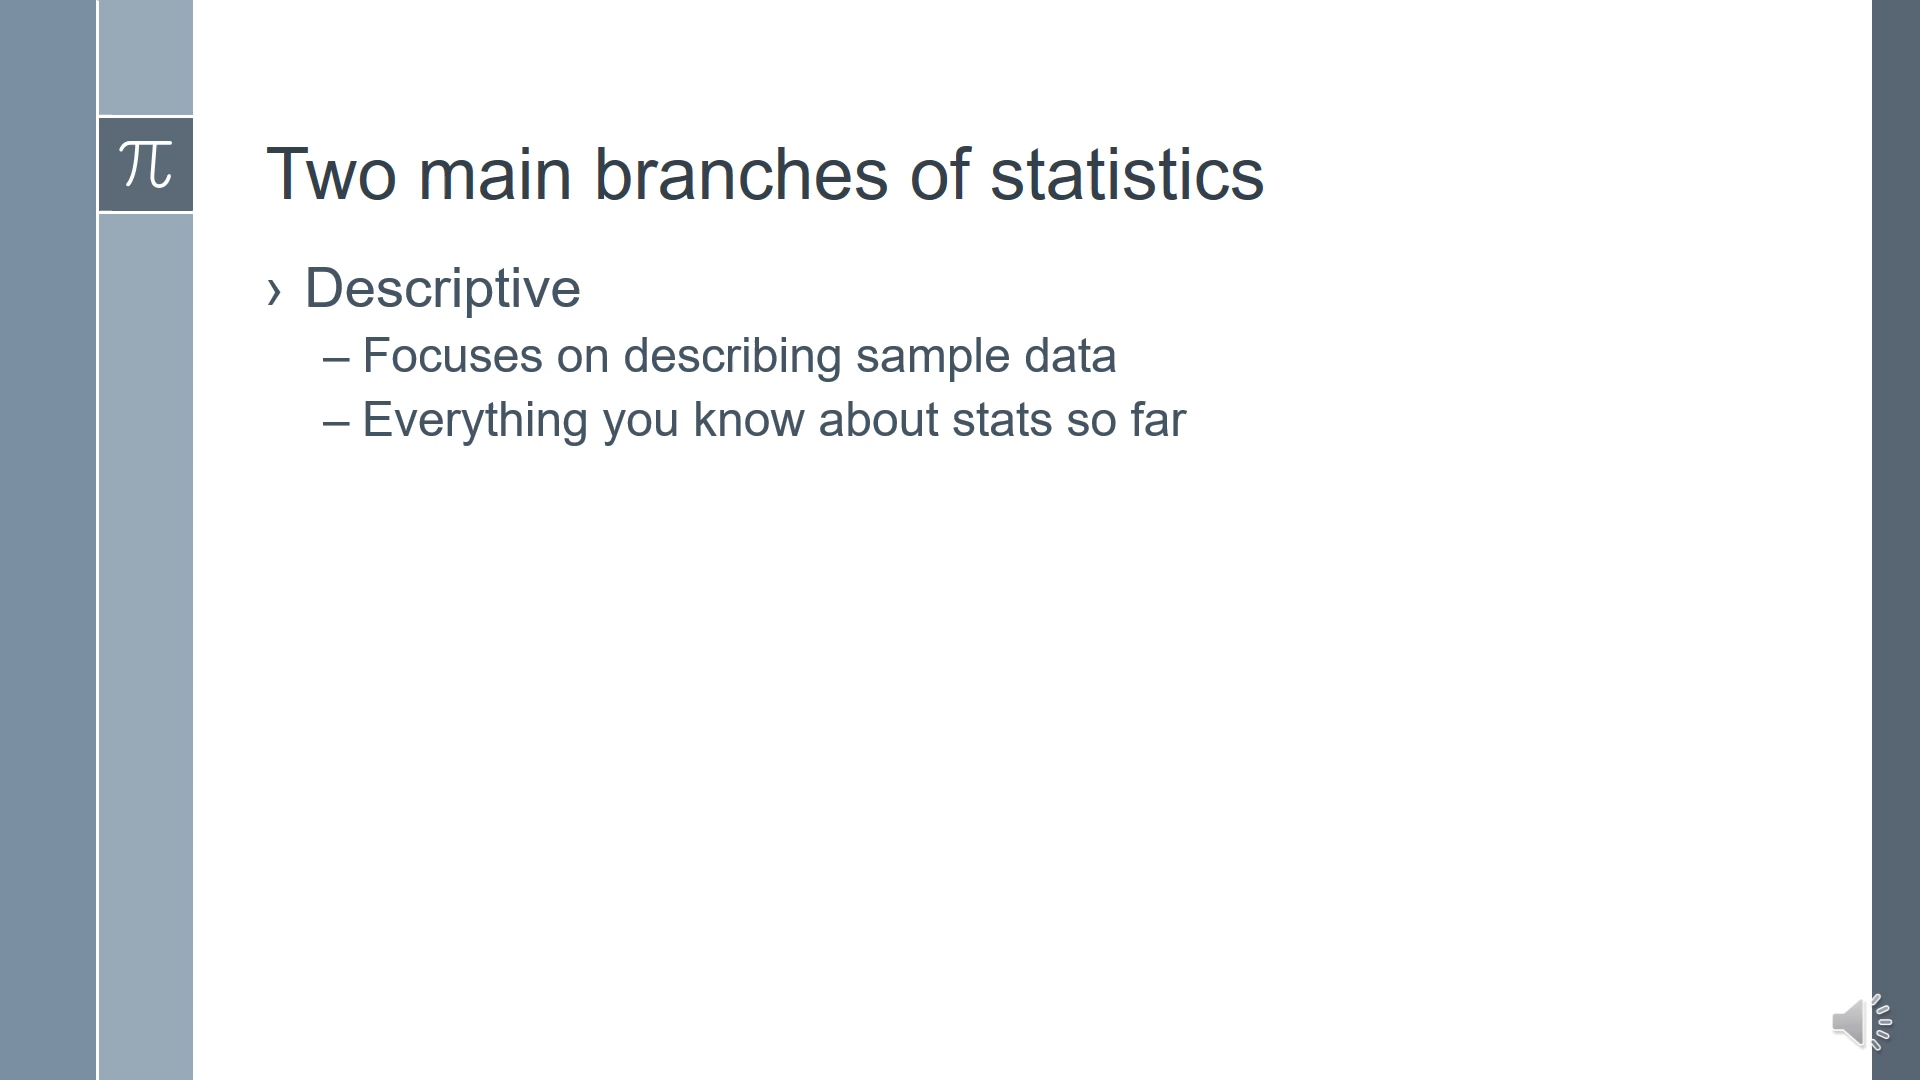 π
Two main branches of statistics
› Descriptive
– Focuses on describing sample data
– Everything you know about stats so far